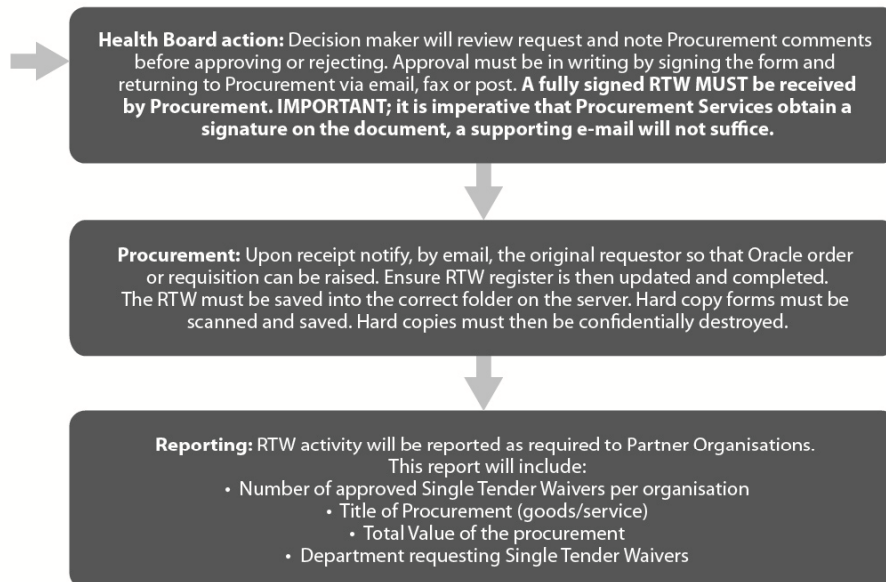 Health Board action: Decision maker will review request and note Procurement comments
before approving or rejecting. Approval must be in writing by signing the form and
returning to Procurement via email, fax or post. A fully signed RTW MUST be received
by Procurement. IMPORTANT; it is imperative that Procurement Services obtain a
signature on the document, a supporting e-mail will not suffice.
Procurement: Upon receipt notify, by email, the original requestor so that Oracle order
or requisition can be raised. Ensure RTW register is then updated and completed.
The RTW must be saved into the correct folder on the server. Hard copy forms must be
scanned and saved. Hard copies must then be confidentially destroyed.
Reporting: RTW activity will be reported as required to Partner Organisations.
This report will include:
• Number of approved Single Tender Waivers per organisation
• Title of Procurement (goods/service)
• Total Value of the procurement
• Department requesting Single Tender Waivers